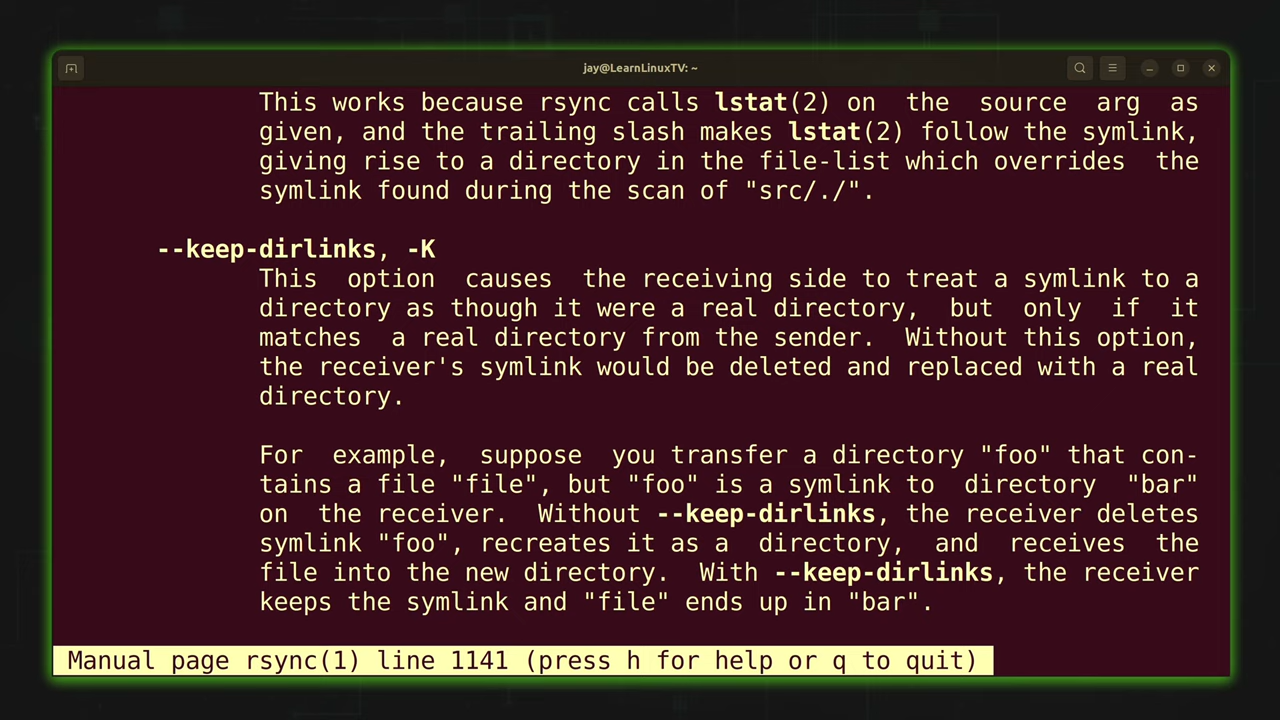 jay@LearnLinuxTV: ~
This works because rsync calls lstat(2) on the source arg as
given, and the trailing slash makes lstat(2) follow the symlink,
giving rise to a directory in the file-list which overrides the
symlink found during the scan of "src/./".
--keep-dirlinks, -K
This option causes the receiving side to treat a symlink to a
directory as though it were a real directory, but only if it
matches a real directory from the sender. Without this option,
the receiver's symlink would be deleted and replaced with a real
directory.
For example, suppose you transfer a directory "foo" that con-
tains a file "file", but "foo" is a symlink to directory "bar"
on the receiver. Without --keep-dirlinks, the receiver deletes
symlink "foo", recreates it as a directory, and receives the
file into the new directory. With --keep-dirlinks, the receiver
keeps the symlink and "file" ends up in "bar".
Manual page rsync(1) line 1141 (press h for help or q to quit)